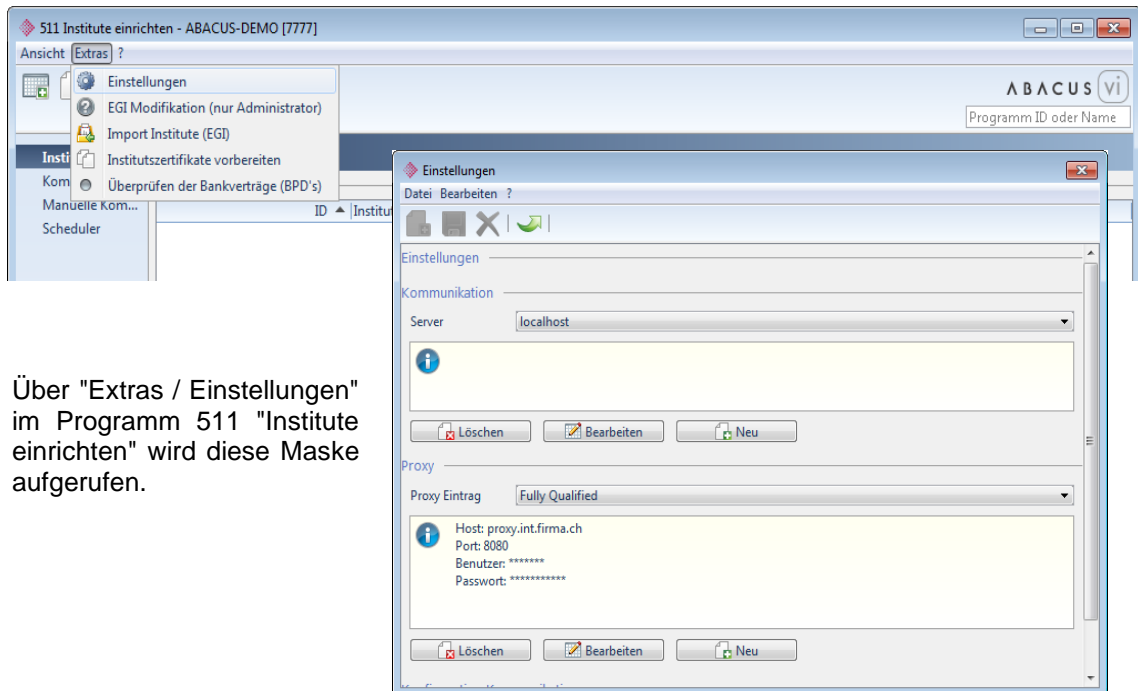 511 Institute einrichten - ABACUS-DEMO [7777]
Ansicht Extras ?
Einstellungen
EGI Modifikation (nur Administrator)
Import Institute (EGI)
Institutszertifikate vorbereiten
Überprüfen der Bankverträge (BPD's)
ABACUS vi
Programm ID oder Name
Insti
Kom
Manuelle Kom...
Scheduler
ID Institu
Einstellungen
Datei Bearbeiten ?
Einstellungen
Kommunikation
Server localhost
Löschen Bearbeiten Neu
Proxy
Proxy Eintrag Fully Qualified
Host: proxy.int.firma.ch
Port: 8080
Benutzer: *******
Passwort: ***********
Löschen Bearbeiten Neu
Über "Extras / Einstellungen"
im Programm 511 "Institute
einrichten" wird diese Maske
aufgerufen.